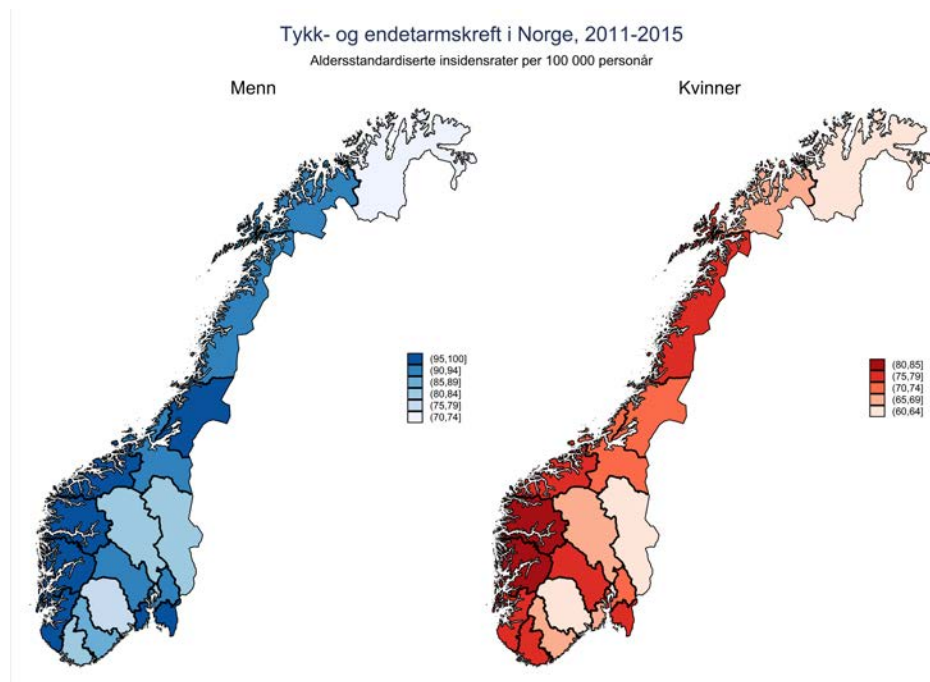 Tykk- og endetarmskreft i Norge, 2011-2015
Aldersstandardiserte insidensrater per 100 000 personår
Menn
Kvinner
(95,100]
(90,94]
(85,89]
(80,84]
(75,79]
(70,74]
(80,85]
(75,79]
(70,74]
(65,69]
(60,64]